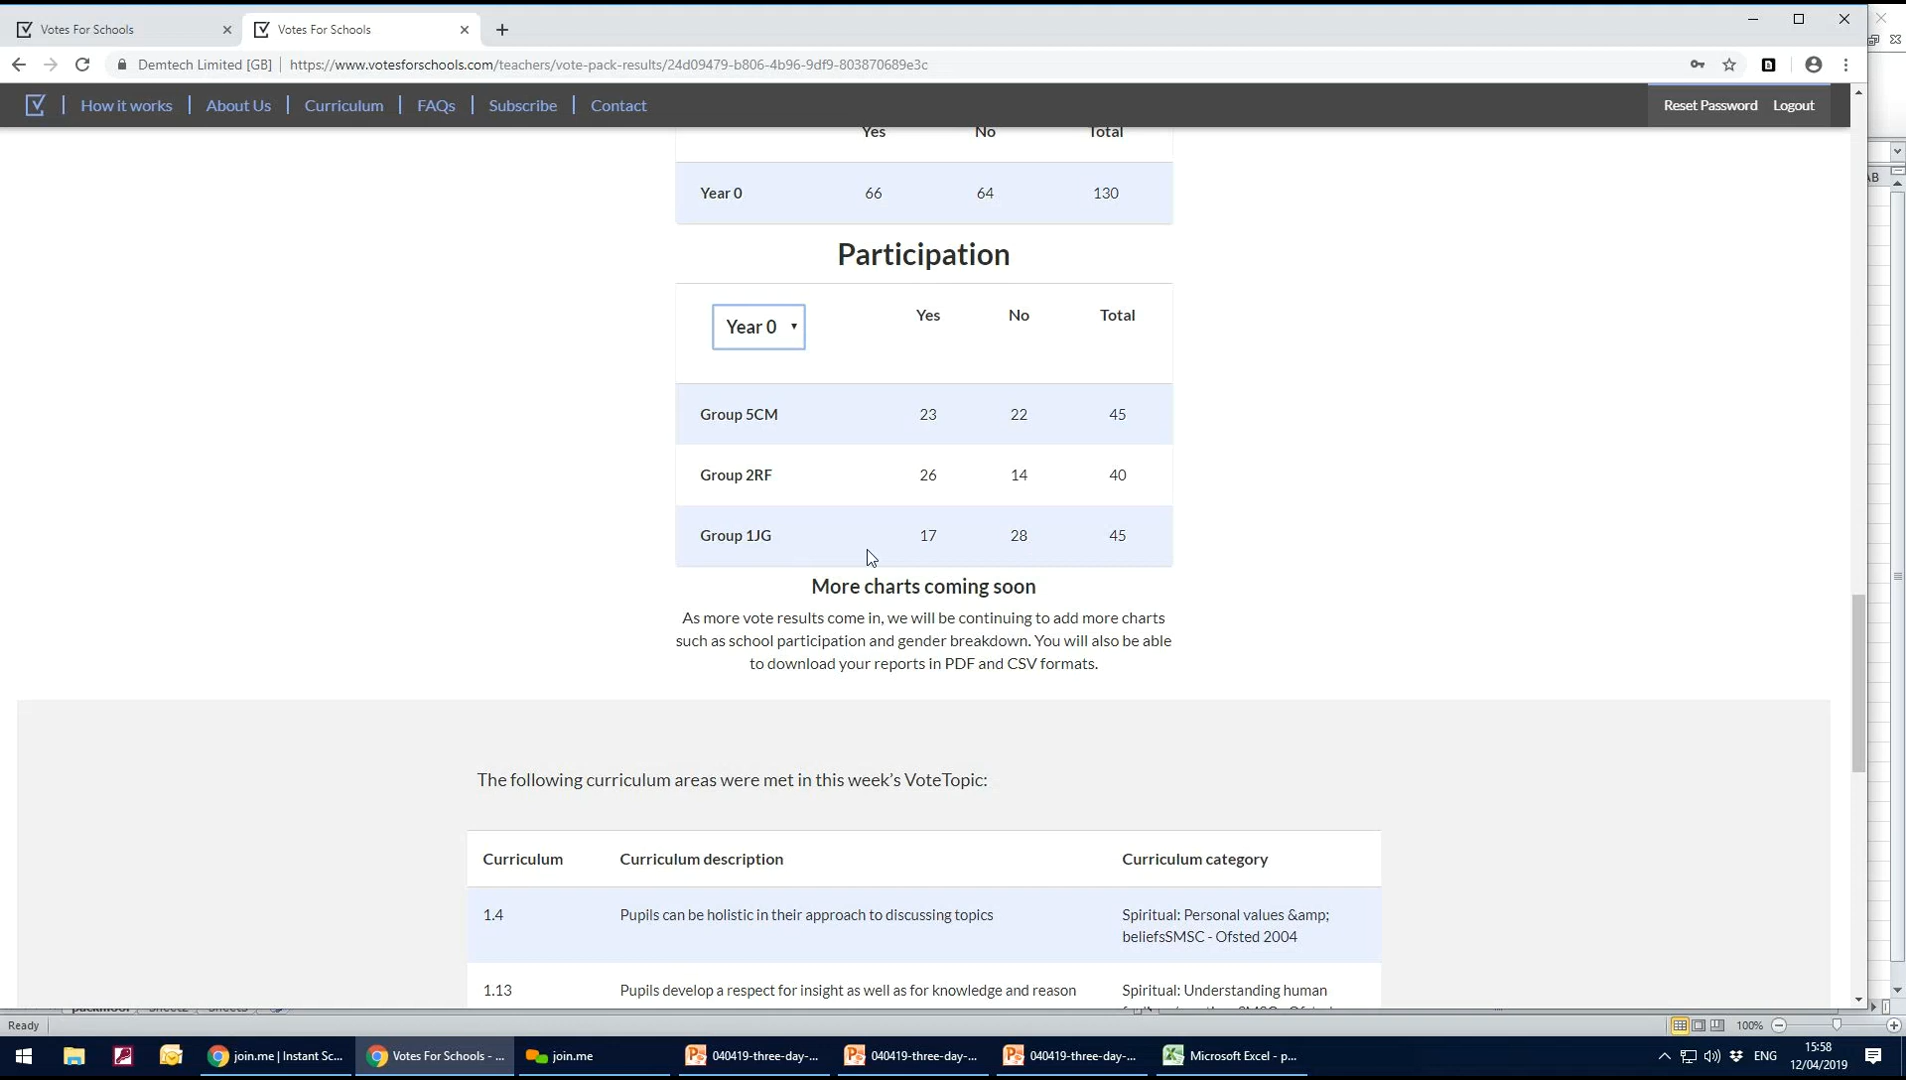 Votes For Schools
Votes For Schools
Demtech Limited [GB] | https://www.votesforschools.com/teachers/vote-pack-results/24d09479-b806-4b96-9df9-803870689e3c
How it works | About Us | Curriculum | FAQs | Subscribe | Contact
Reset Password Logout
Yes No Total
AB
Year 0 66 64 130
Participation
Year 0 Yes No Total
Group 5CM 23 22 45
Group 2RF 26 14 40
Group 1JG 17 28 45
More charts coming soon
As more vote results come in, we will be continuing to add more charts
such as school participation and gender breakdown. You will also be able
to download your reports in PDF and CSV formats.
The following curriculum areas were met in this week’s VoteTopic:
Curriculum Curriculum description Curriculum category
1.4 Pupils can be holistic in their approach to discussing topics Spiritual: Personal values &amp;
beliefsSMSC - Ofsted 2004
1.13 Pupils develop a respect for insight as well as for knowledge and reason Spiritual: Understanding human
Ready 100%
join.me | Instant Sc... Votes For Schools - ... join.me 040419-three-day-... 040419-three-day-... 040419-three-day-... Microsoft Excel - p... ENG 15:58
12/04/2019